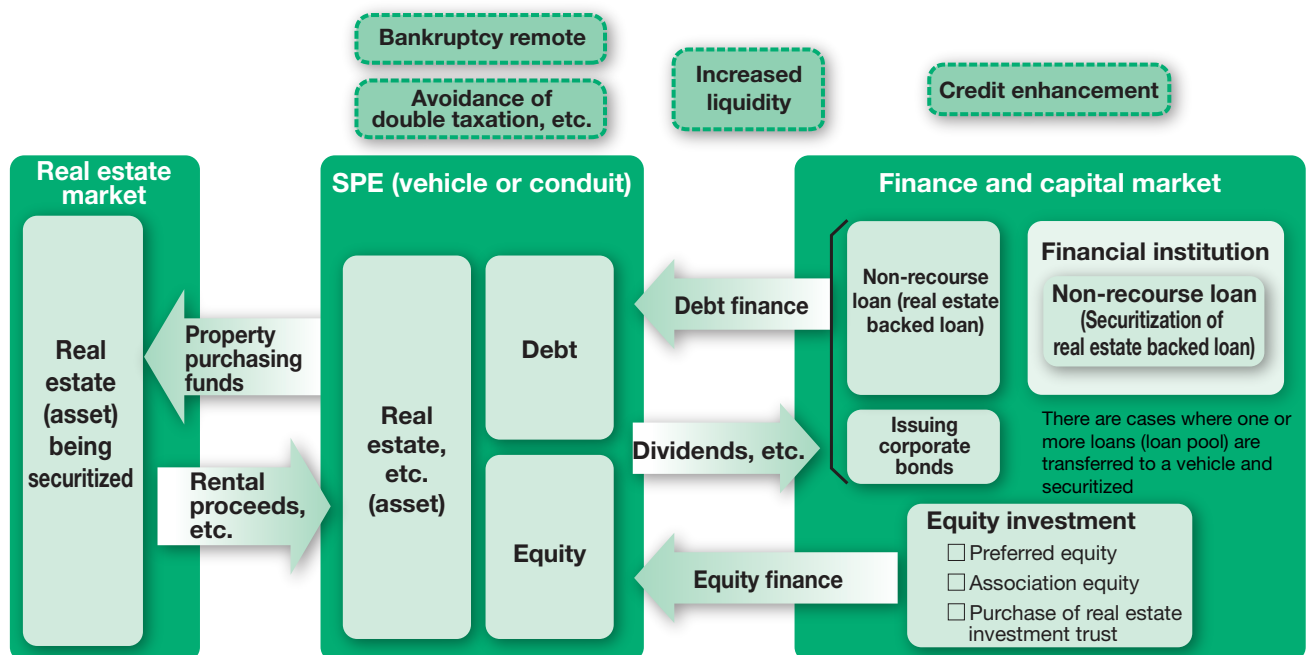 Bankruptcy remote
Avoidance of
double taxation, etc.
Increased
liquidity
Credit enhancement
Real estate
market
Real
estate
(asset)
being
securitized
Property
purchasing
funds
Rental
proceeds,
etc.
SPE (vehicle or conduit)
Real
estate,
etc.
(asset)
Debt
Equity
Debt finance
Dividends, etc.
Equity finance
Finance and capital market
Non-recourse
loan (real estate
backed loan)
Issuing
corporate
bonds
Financial institution
Non-recourse loan
(Securitization of
real estate backed loan)
There are cases where one or
more loans (loan pool) are
transferred to a vehicle and
securitized
Equity investment
□ Preferred equity
□ Association equity
□ Purchase of real estate
investment trust